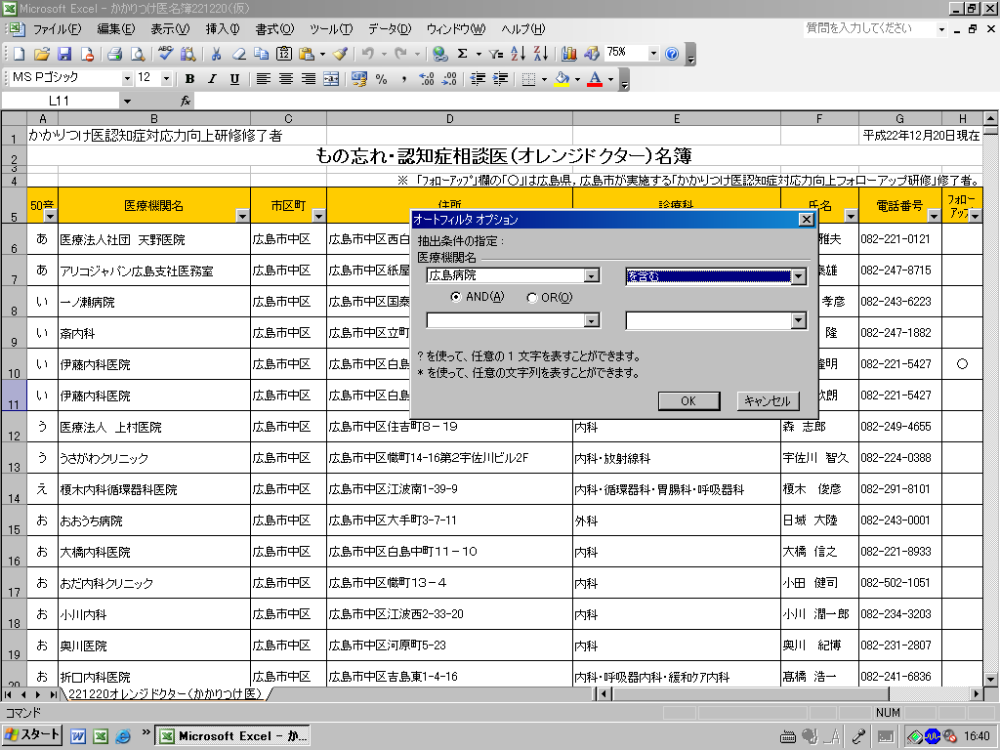 Microsoft Excel - かかりつけ医名簿221220(仮)
ファイル(F) 編集(E) 表示(V) 挿入(I) 書式(O) ツール(T) データ(D) ウィンドウ(W) ヘルプ(H) 質問を入力してください
75%
MS Pゴシック 12 B I U
L11 fx
A B C D E F G H
1 かかりつけ医認知症対応力向上研修修了者 平成22年12月20日現在
2 もの忘れ・認知症相談医(オレンジドクター)名簿
3
4 ※ 「フォローアップ」欄の「○」は広島県,広島市が実施する「かかりつけ医認知症対応力向上フォローアップ研修」修了者。
5 50音 医療機関名 市区町 住所 診療科 氏名 電話番号 フォローアップ
6 あ 医療法人社団 天野医院 広島市中区 広島市中区西白 雅夫 082-221-0121
7 あ アリコジャパン広島支社医務室 広島市中区 広島市中区紙屋 泰雄 082-247-8715
8 い 一ノ瀬病院 広島市中区 広島市中区国泰 孝彦 082-243-6223
9 い 斎内科 広島市中区 広島市中区立町 隆 082-247-1882
10 い 伊藤内科医院 広島市中区 広島市中区白島 隆明 082-221-5427 ○
11 い 伊藤内科医院 広島市中区 広島市中区白島 朗 082-221-5427
12 う 医療法人 上村医院 広島市中区 広島市中区住吉町8-19 内科 森 志郎 082-249-4655
13 う うさがわクリニック 広島市中区 広島市中区幟町14-16第2宇佐川ビル2F 内科・放射線科 宇佐川 智久 082-224-0388
14 え 榎木内科循環器科医院 広島市中区 広島市中区江波南1-39-9 内科・循環器科・胃腸科・呼吸器科 榎木 俊彦 082-291-8101
15 お おおうち病院 広島市中区 広島市中区大手町3-7-11 外科 日域 大陸 082-243-0001
16 お 大橋内科医院 広島市中区 広島市中区白島中町11-10 内科 大橋 信之 082-221-8933
17 お おだ内科クリニック 広島市中区 広島市中区幟町13-4 内科 小田 健司 082-502-1051
18 お 小川内科 広島市中区 広島市中区江波西2-33-20 内科 小川 潤一郎 082-234-3203
19 お 奥川医院 広島市中区 広島市中区河原町5-23 内科 奥川 紀博 082-231-2807
20 お 折口内科医院 広島市中区 広島市中区吉島東1-4-16 内科・呼吸器内科・緩和ケア内科 髙橋 浩一 082-241-6836
オートフィルタ オプション
抽出条件の指定:
医療機関名
広島病院 を含む
AND(A) OR(O)
? を使って、任意の 1 文字を表すことができます。
* を使って、任意の文字列を表すことができます。
OK キャンセル
221220オレンジドクター(かかりつけ医)
コマンド NUM
スタート Microsoft Excel - か... 16:40